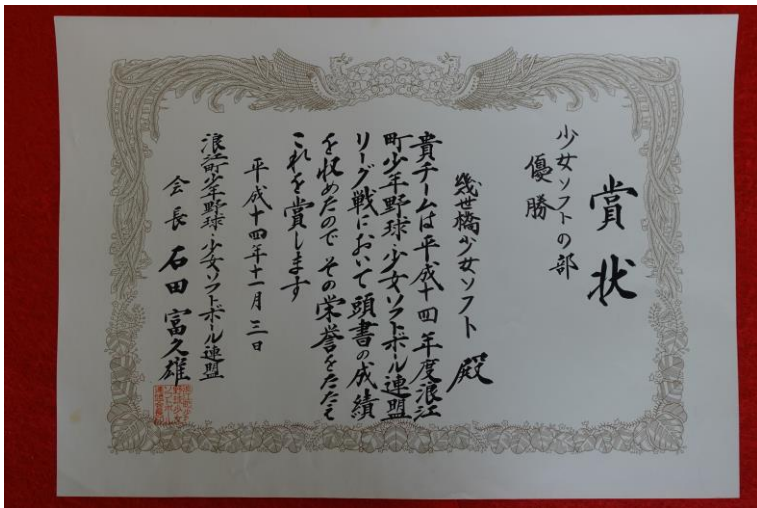 賞状
少女ソフトの部
優勝
幾世橋少女ソフト殿
貴チームは平成十四年度浪江
町少年野球・少女ソフトボール連盟
リーグ戦において頭書の成績
を収めたので その栄誉をたたえ
これを賞します
平成十四年十一月三日
浪江町少年野球・少女ソフトボール連盟
会長 石田富久雄